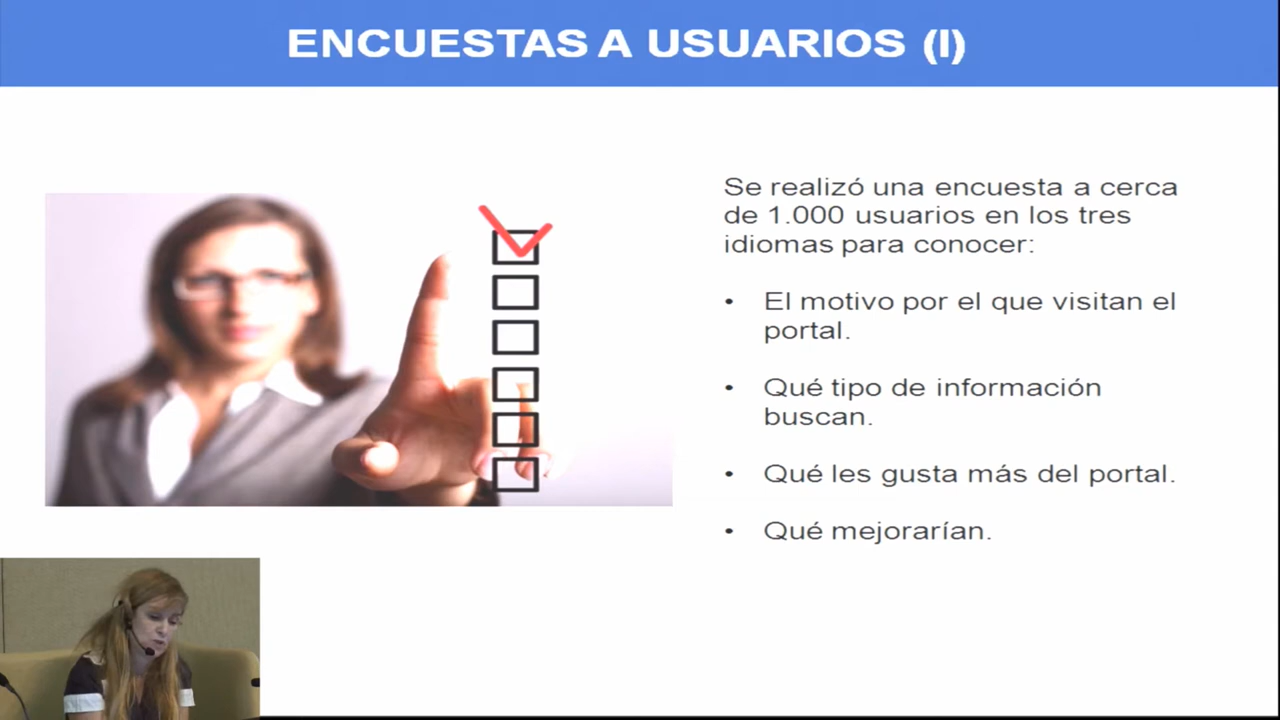 ENCUESTAS A USUARIOS (I)
Se realizó una encuesta a cerca
de 1.000 usuarios en los tres
idiomas para conocer:
• El motivo por el que visitan el
portal.
• Qué tipo de información
buscan.
• Qué les gusta más del portal.
• Qué mejorarían.